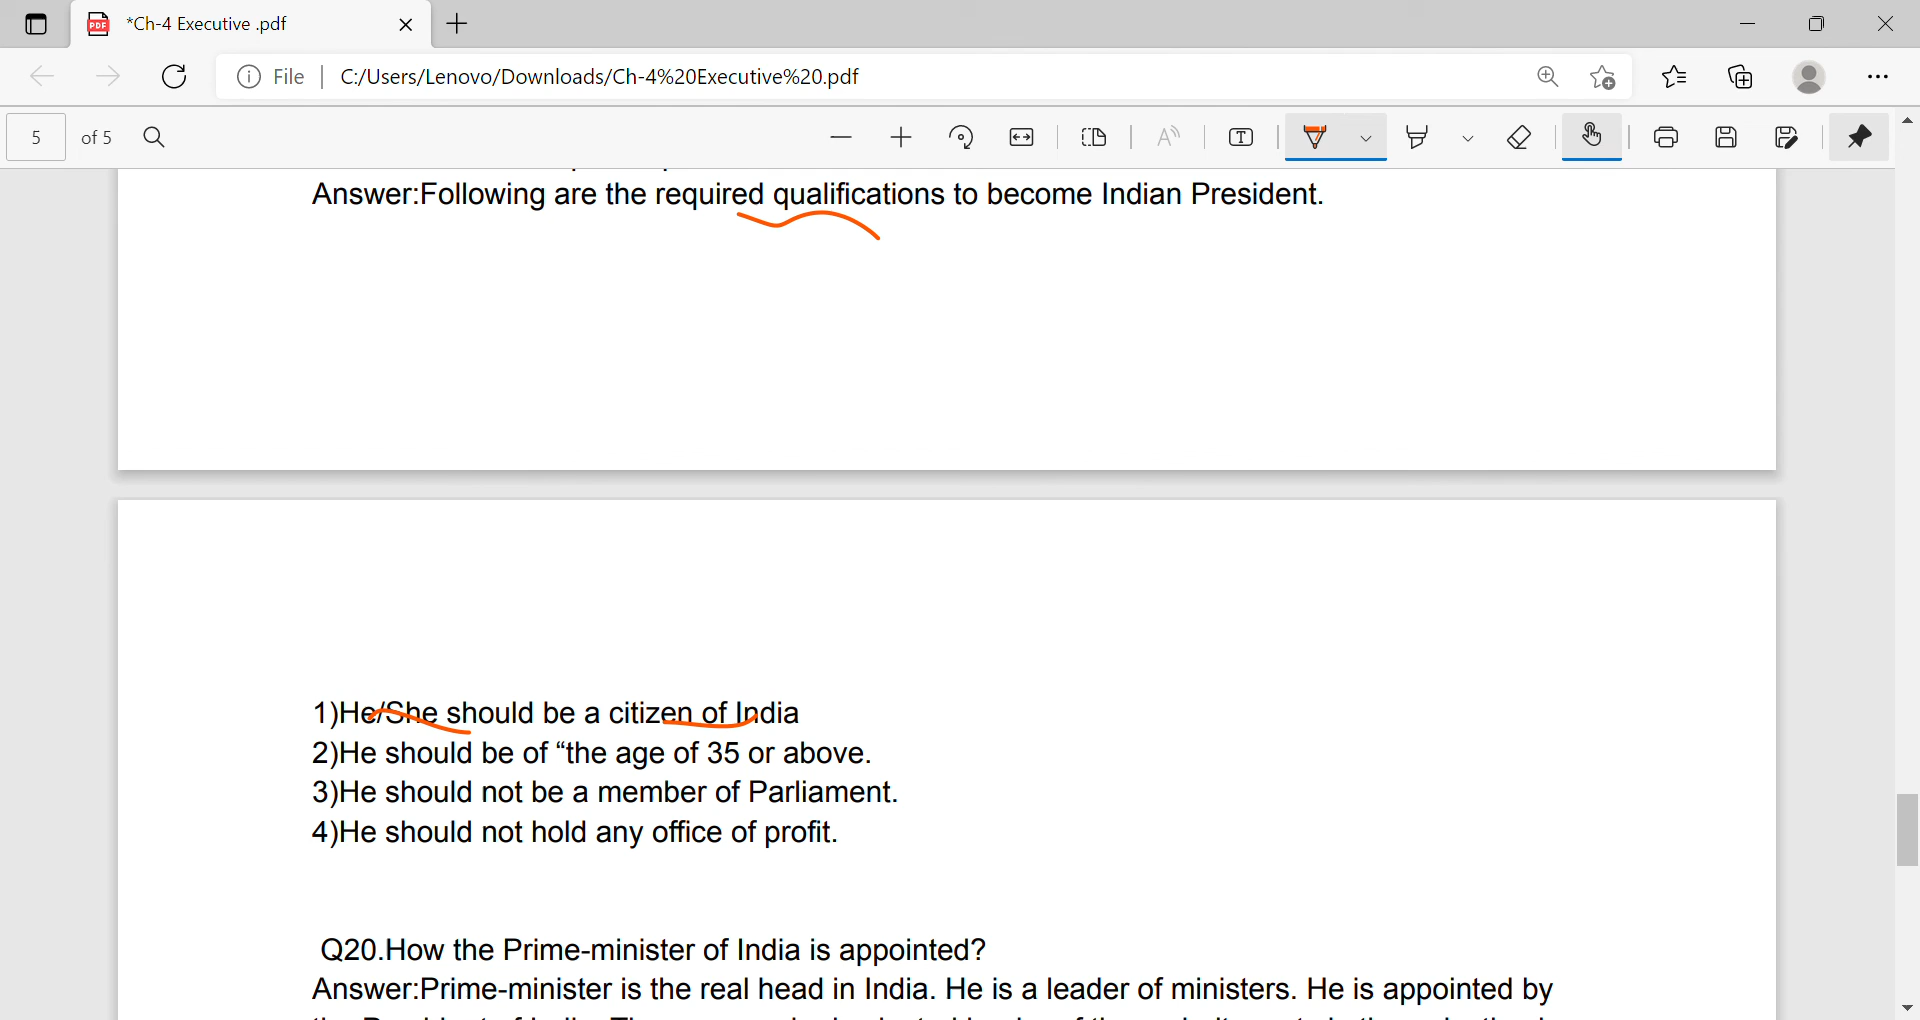 *Ch-4 Executive .pdf
File
C:/Users/Lenovo/Downloads/Ch-4%20Executive%20.pdf
5 of 5
Answer:Following are the required qualifications to become Indian President.
1)He/She should be a citizen of India
2)He should be of “the age of 35 or above.
3)He should not be a member of Parliament.
4)He should not hold any office of profit.
Q20.How the Prime-minister of India is appointed?
Answer:Prime-minister is the real head in India. He is a leader of ministers. He is appointed by